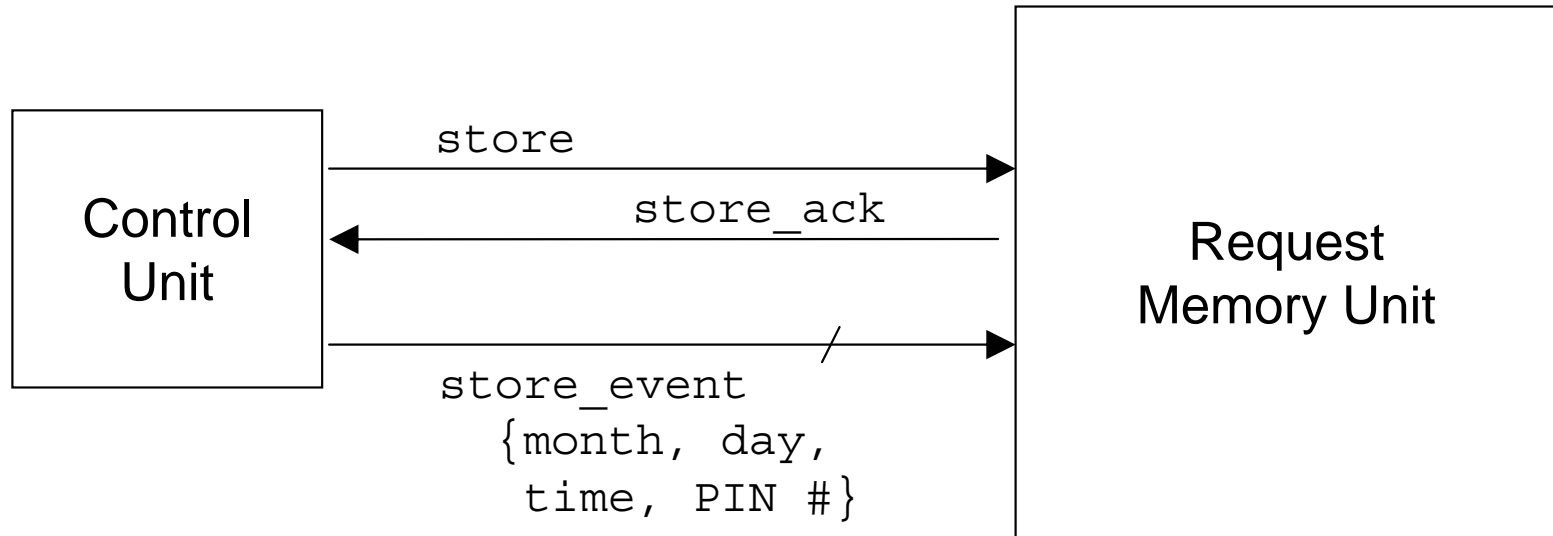 store
store_ack
Control
Unit
Request
Memory Unit
store_event
{month, day,
time, PIN #}